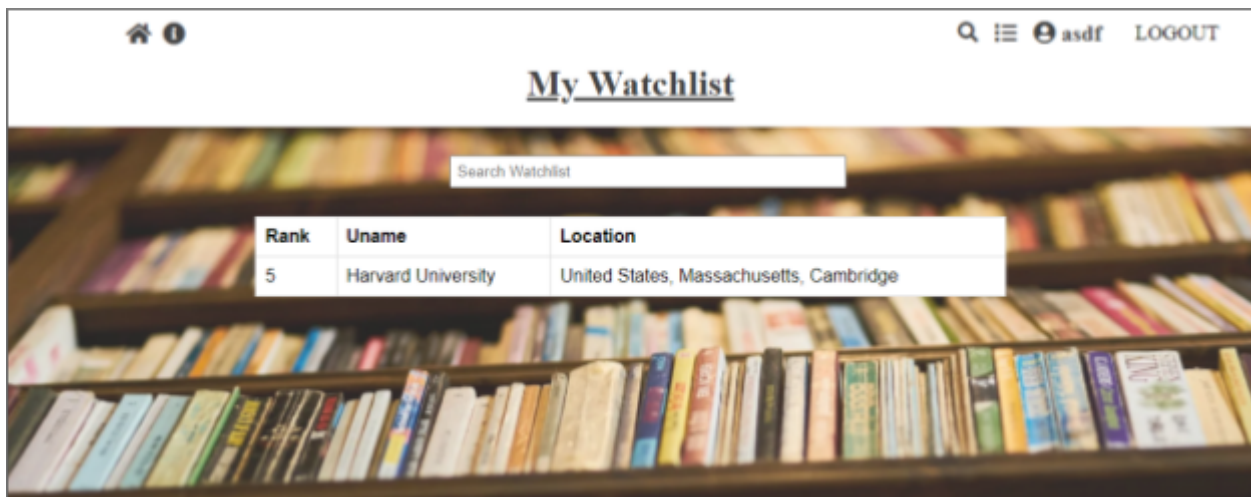 asdf LOGOUT
My Watchlist
Search Watchlist
Rank Uname Location
5 Harvard University United States, Massachusetts, Cambridge